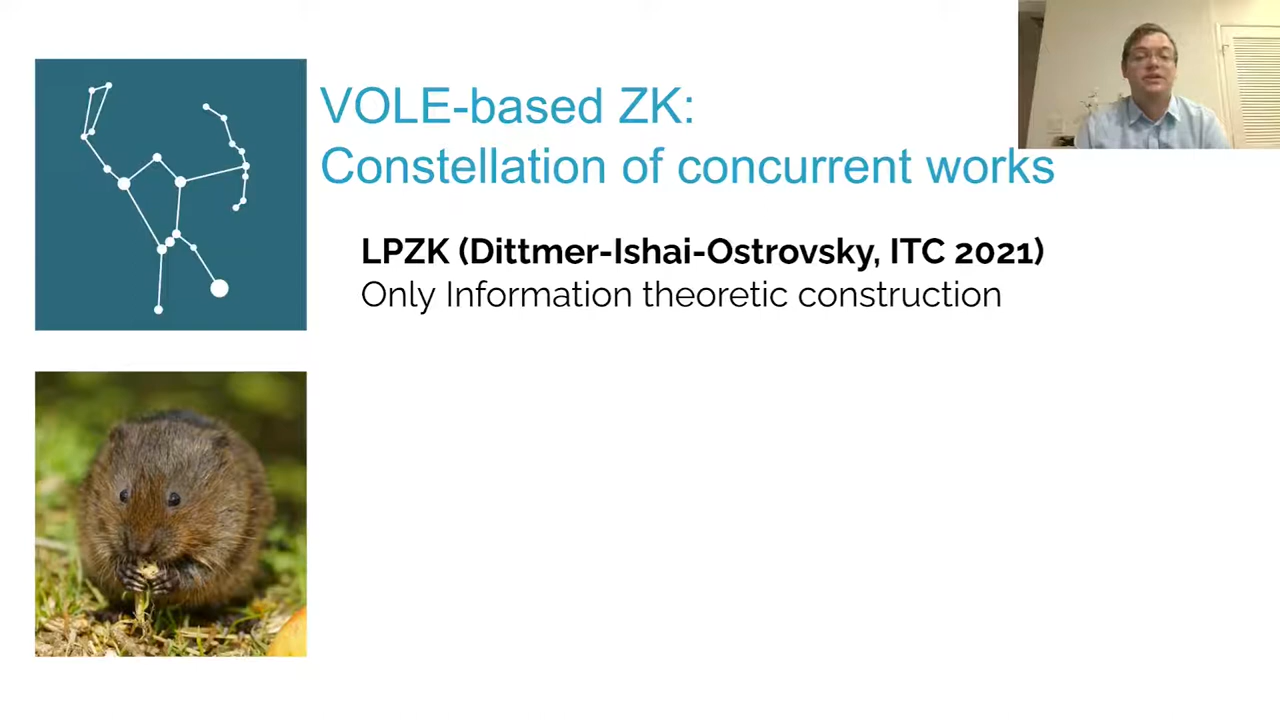 VOLE-based ZK:
Constellation of concurrent works
LPZK (Dittmer-Ishai-Ostrovsky, ITC 2021)
Only Information theoretic construction